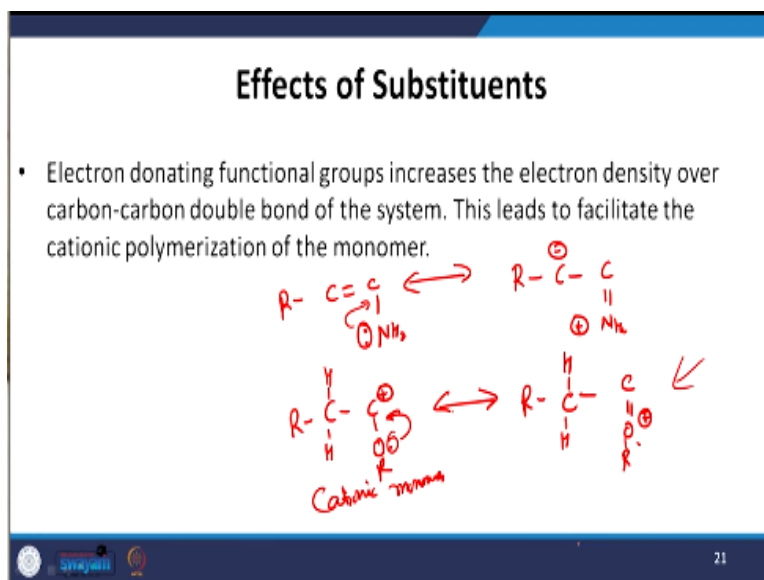 Effects of Substituents
• Electron donating functional groups increases the electron density over
carbon-carbon double bond of the system. This leads to facilitate the
cationic polymerization of the monomer.
R - C = C ⟷ R - C - C
NH₂ ⊕ NH₂
H H
R - C - C ⊕ ⟷ R - C - C
H O H O ⊕
R R
Cationic
swayam 21